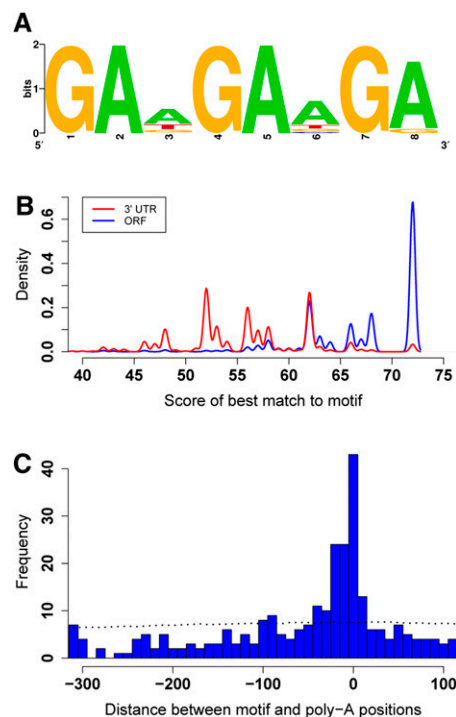 A
2
1
0
bits
GAAGAAGA
5′ 1 2 3 4 5 6 7 8 3′
B
3′ UTR
ORF
Density
0.6
0.4
0.2
0.0
40 45 50 55 60 65 70 75
Score of best match to motif
C
Frequency
40
30
20
10
0
−300 −200 −100 0 100
Distance between motif and poly−A positions